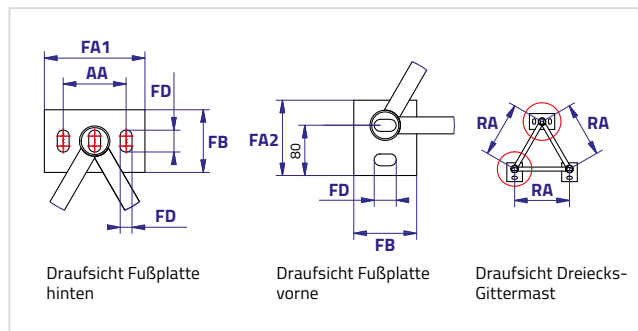 FA1
AA
FD
FB
FD
Draufsicht Fußplatte
hinten
FA2
80
FD
FB
Draufsicht Fußplatte
vorne
RA
RA
RA
Draufsicht Dreiecks-
Gittermast